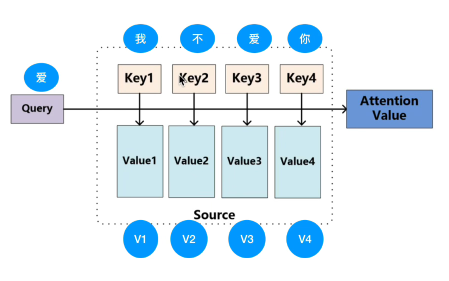 我 不 爱 你
爱
Key1 Key2 Key3 Key4
Query
Attention
Value
Value1 Value2 Value3 Value4
Source
V1 V2 V3 V4